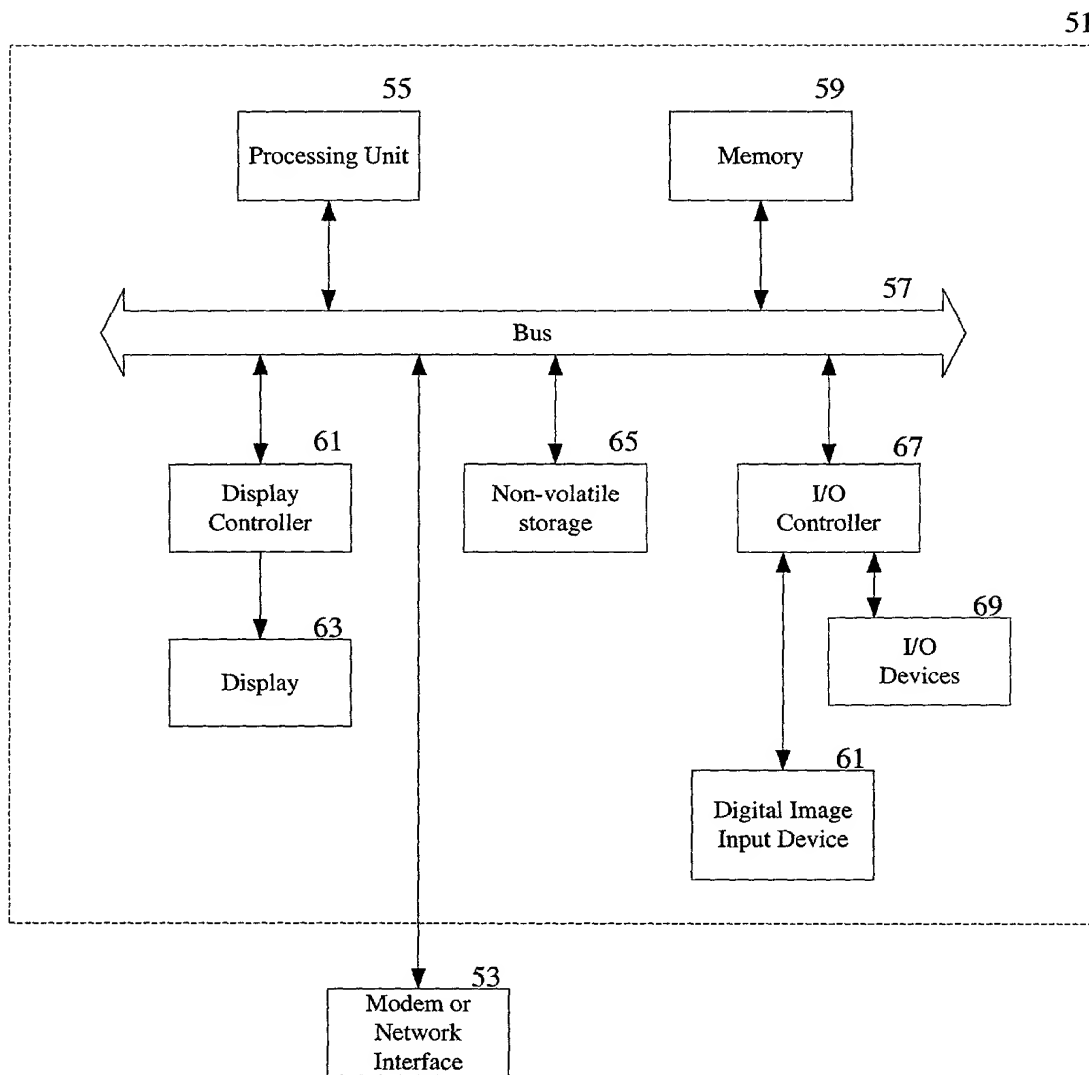 51
55
59
Processing Unit
Memory
57
Bus
61
65
67
Display
Controller
Non-volatile
storage
I/O
Controller
63
69
Display
I/O
Devices
61
Digital Image
Input Device
53
Modem or
Network
Interface